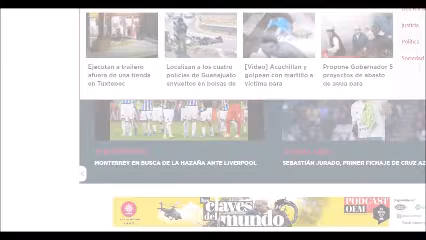 Justicia
Política
Sociedad
Ejecutan a trailero
afuera de una tienda
en Tuxtepec
Localizan a los cuatro
policías de Guanajuato
envueltos en bolsas de
[Video] Acuchillan y
golpean con martillo a
víctima para
Propone Gobernador 5
proyectos de abasto
de agua para
MONTERREY EN BUSCA DE LA HAZAÑA ANTE LIVERPOOL
SEBASTIÁN JURADO, PRIMER FICHAJE DE CRUZ AZ
las claves
del mundo
PODCAST
OEM